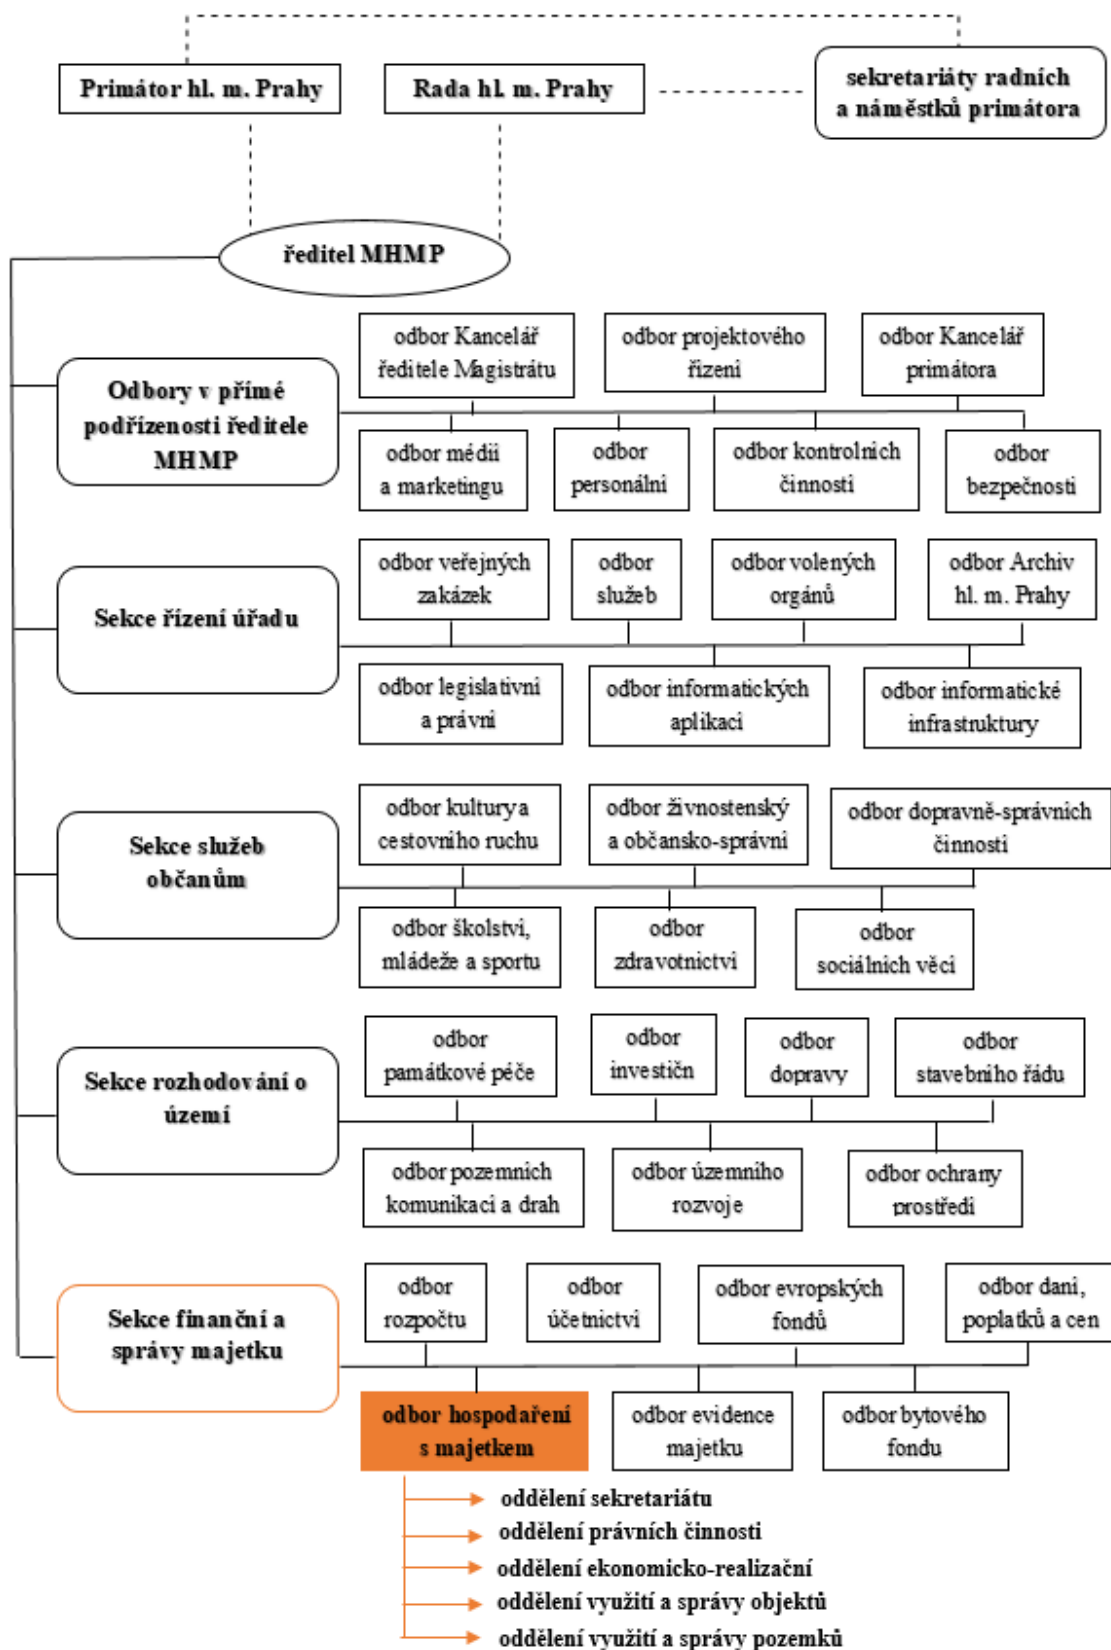 Primátor hl. m. Prahy
Rada hl. m. Prahy
sekretariáty radních
a náměstků primátora
ředitel MHMP
Odbory v přímé
podřízenosti ředitele
MHMP
odbor Kancelář
ředitele Magistrátu
odbor projektového
řízení
odbor Kancelář
primátora
odbor médií
a marketingu
odbor
personální
odbor kontrolních
činností
odbor
bezpečnosti
Sekce řízení úřadu
odbor veřejných
zakázek
odbor
služeb
odbor volených
orgánů
odbor Archiv
hl. m. Prahy
odbor legislativní
a právní
odbor informatických
aplikací
odbor informatické
infrastruktury
Sekce služeb
občanům
odbor kultury a
cestovního ruchu
odbor živnostenský
a občansko-správní
odbor dopravně-správních
činností
odbor školství,
mládeže a sportu
odbor
zdravotnictví
odbor
sociálních věcí
Sekce rozhodování o
území
odbor
památkové péče
odbor
investičn
odbor
dopravy
odbor
stavebního řádu
odbor pozemních
komunikací a drah
odbor územního
rozvoje
odbor ochrany
prostředí
Sekce finanční a
správy majetku
odbor
rozpočtu
odbor
účetnictví
odbor evropských
fondů
odbor daní,
poplatků a cen
odbor hospodaření
s majetkem
odbor evidence
majetku
odbor bytového
fondu
oddělení sekretariátu
oddělení právních činností
oddělení ekonomicko-realizační
oddělení využití a správy objektů
oddělení využití a správy pozemků